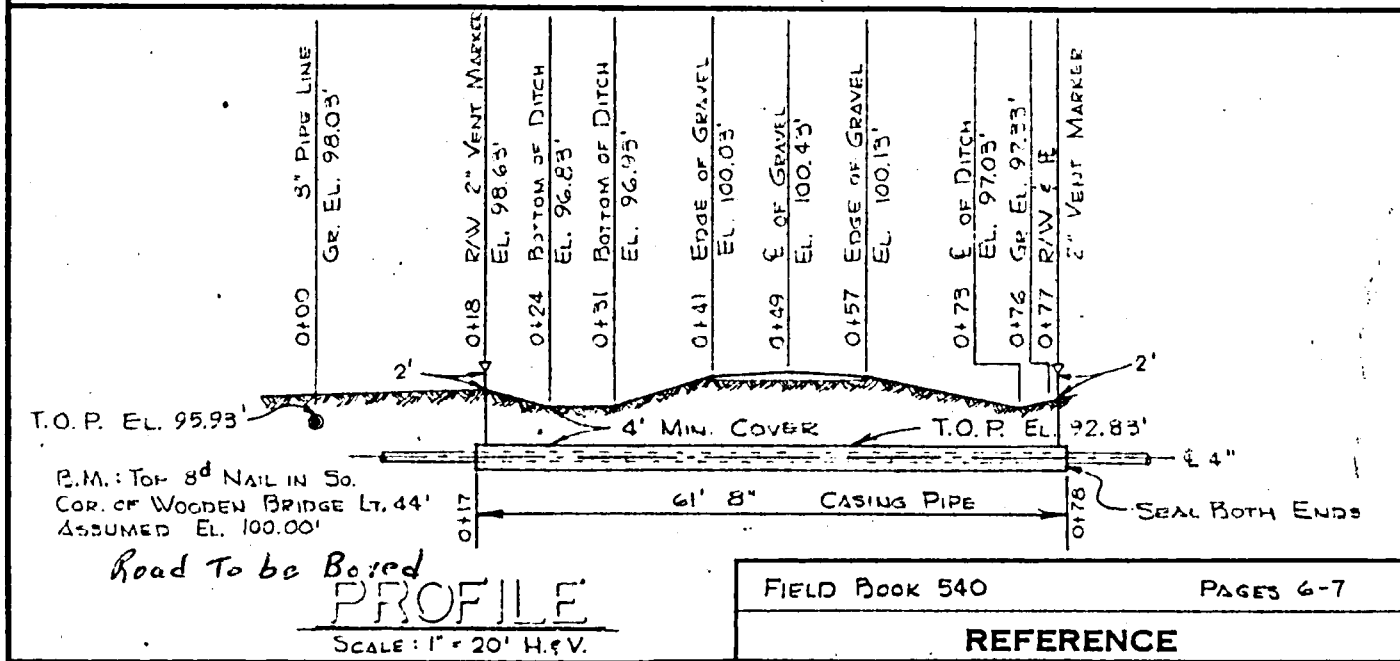 0+00
3" PIPE LINE
GR. EL. 98.03'
0+18 R/W 2" VENT MARKER
EL. 98.63'
0+24 BOTTOM OF DITCH
EL. 96.83'
0+31 BOTTOM OF DITCH
EL. 96.93'
0+41 EDGE OF GRAVEL
EL. 100.03'
0+49 ℄ OF GRAVEL
EL. 100.43'
0+57 EDGE OF GRAVEL
EL. 100.13'
0+73 ℄ OF DITCH
EL. 97.03'
0+76 GR EL. 97.33'
0+77 R/W &
2" VENT MARKER
2'
2'
T.O.P. EL. 95.93'
4' MIN. COVER
T.O.P. EL. 92.83'
℄ 4"
B.M.: TOP 8d NAIL IN SO.
COR. OF WOODEN BRIDGE LT. 44'
ASSUMED EL. 100.00'
0+17
61' 8" CASING PIPE
0+78
SEAL BOTH ENDS
Road To be Bored
PROFILE
SCALE: 1" = 20' H.&V.
FIELD BOOK 540 PAGES 6-7
REFERENCE